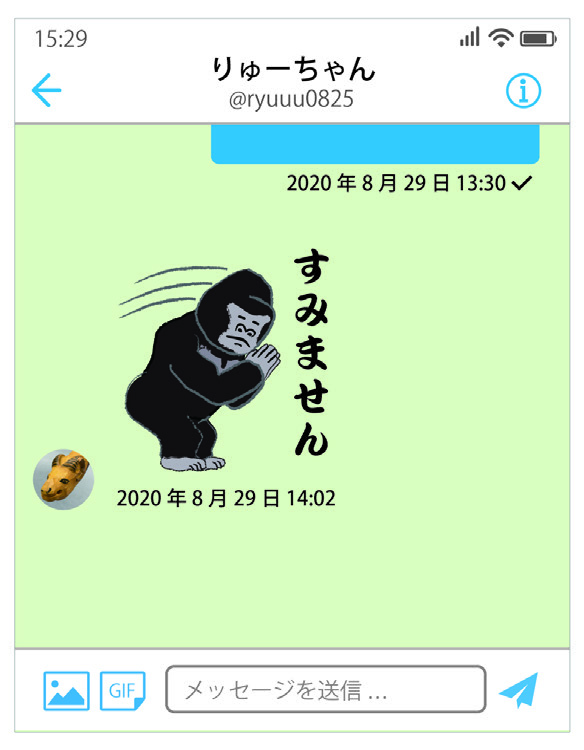 15:29
りゅーちゃん
@ryuuu0825
2020 年 8 月 29 日 13:30
すみません
2020 年 8 月 29 日 14:02
GIF
メッセージを送信 ...